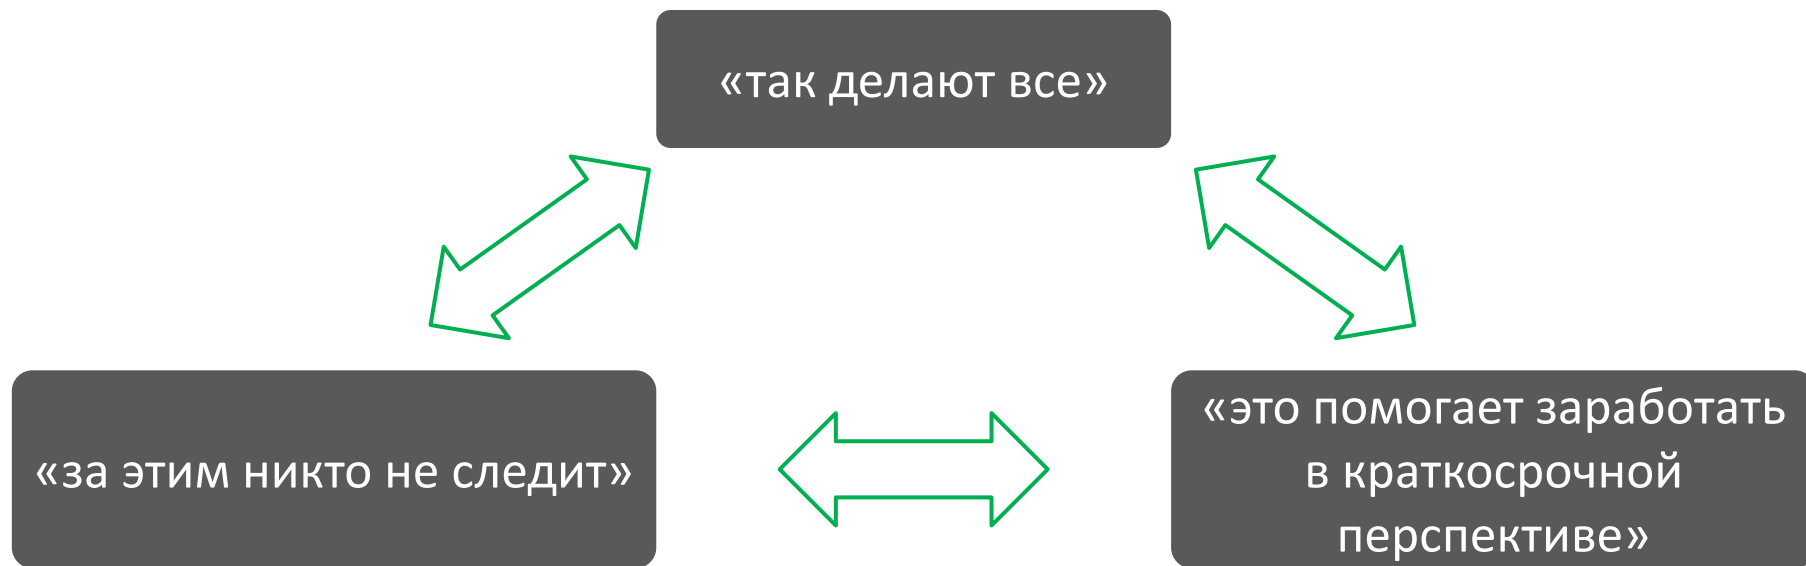 «так делают все»
«за этим никто не следит»
«это помогает заработать
в краткосрочной
перспективе»